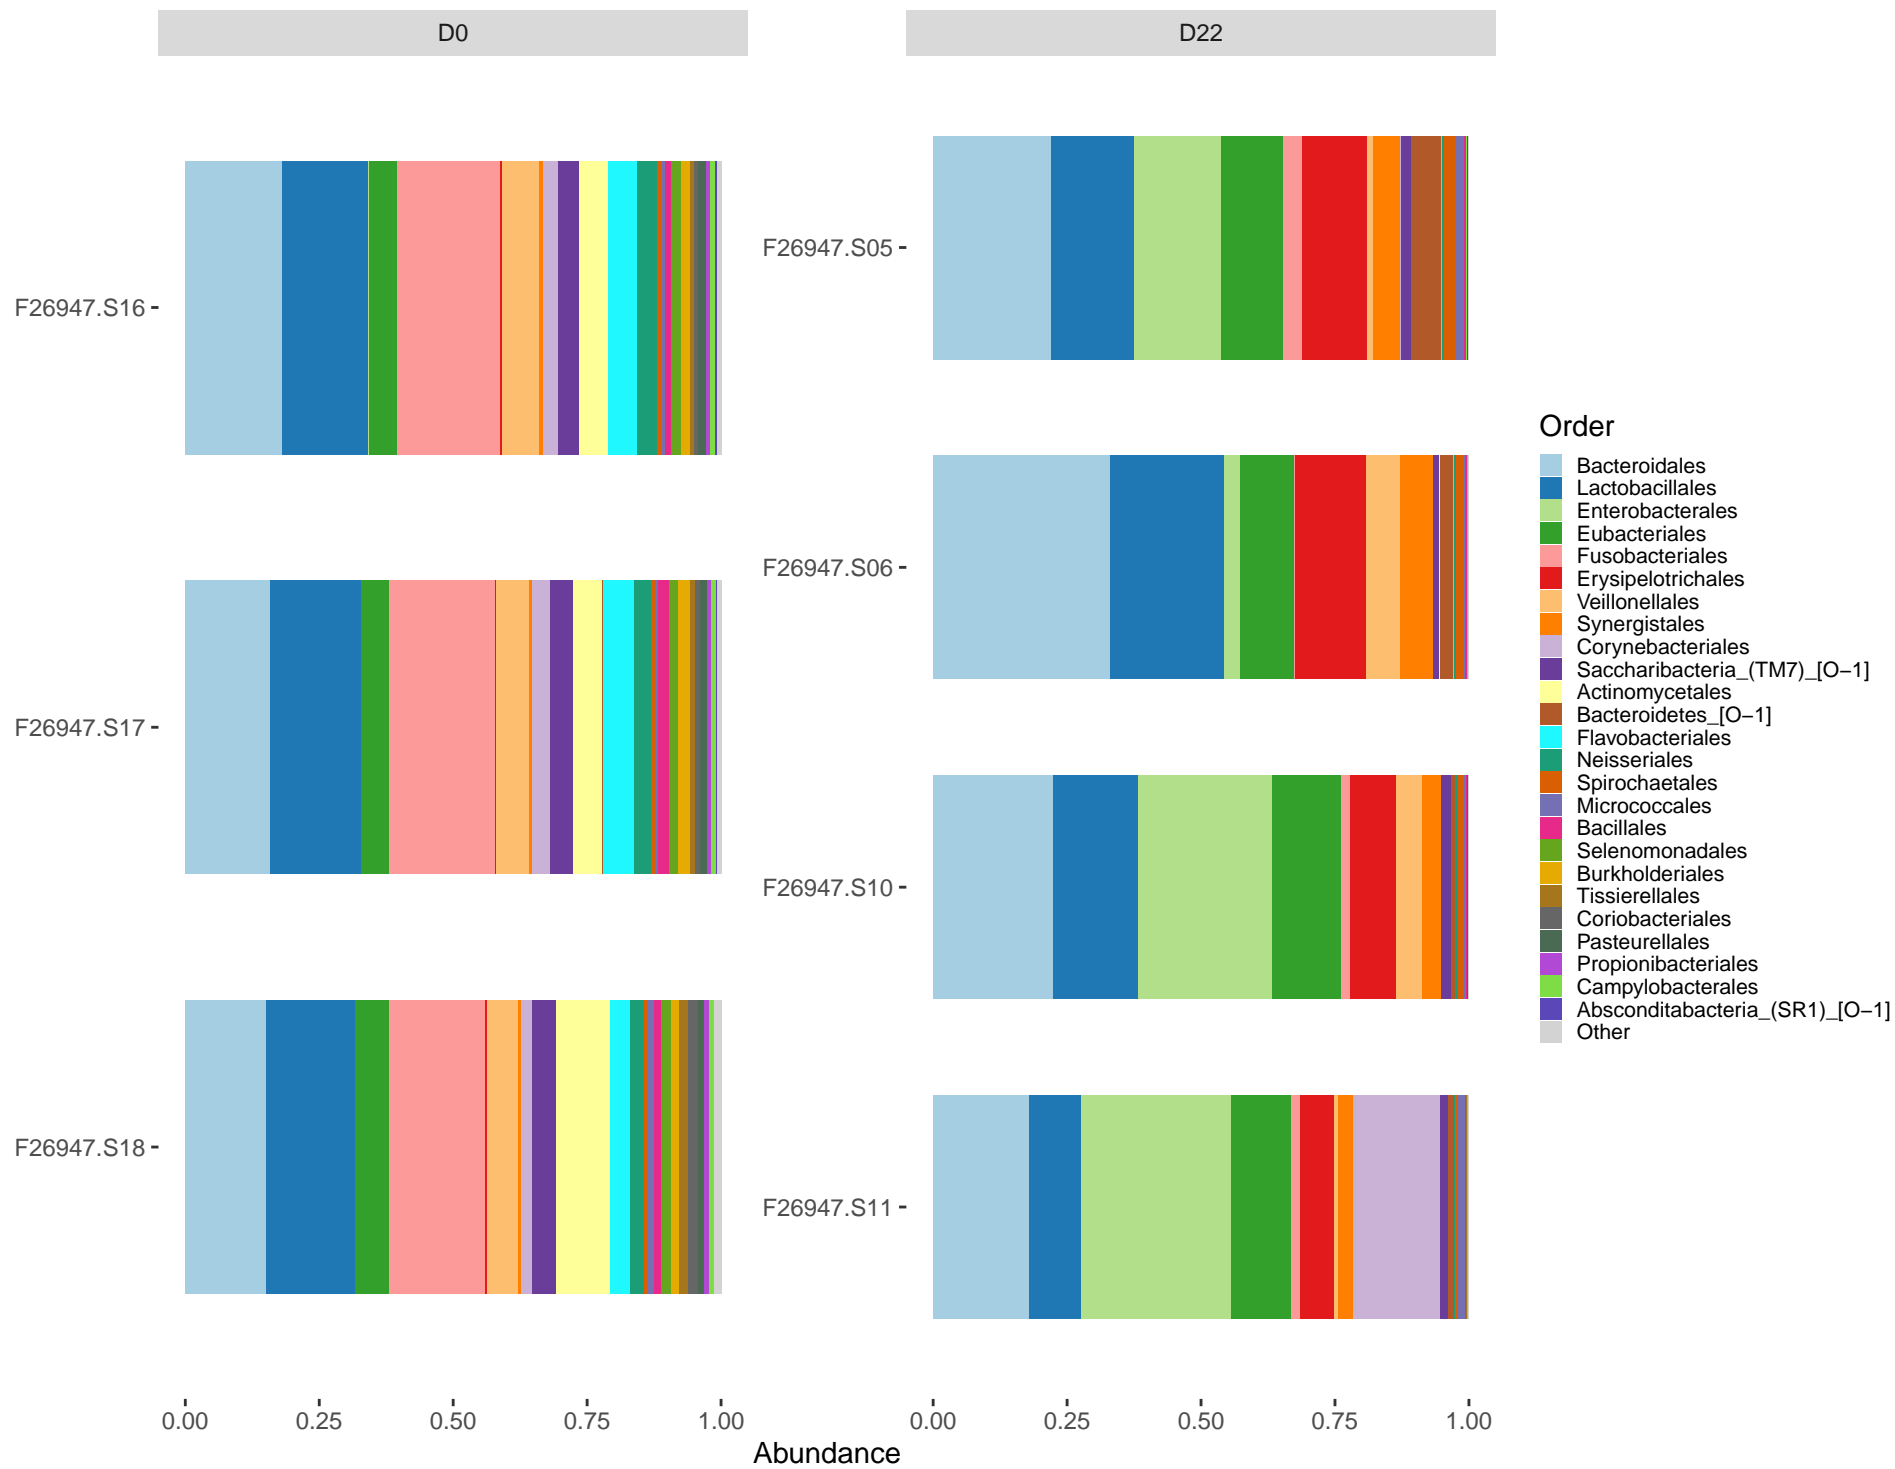 D0
D22
F26947.S16
F26947.S17
F26947.S18
F26947.S05
F26947.S06
F26947.S10
F26947.S11
0.00 0.25 0.50 0.75 1.00
0.00 0.25 0.50 0.75 1.00
Abundance
Order
Bacteroidales
Lactobacillales
Enterobacterales
Eubacteriales
Fusobacteriales
Erysipelotrichales
Veillonellales
Synergistales
Corynebacteriales
Saccharibacteria_(TM7)_[O−1]
Actinomycetales
Bacteroidetes_[O−1]
Flavobacteriales
Neisseriales
Spirochaetales
Micrococcales
Bacillales
Selenomonadales
Burkholderiales
Tissierellales
Coriobacteriales
Pasteurellales
Propionibacteriales
Campylobacterales
Absconditabacteria_(SR1)_[O−1]
Other